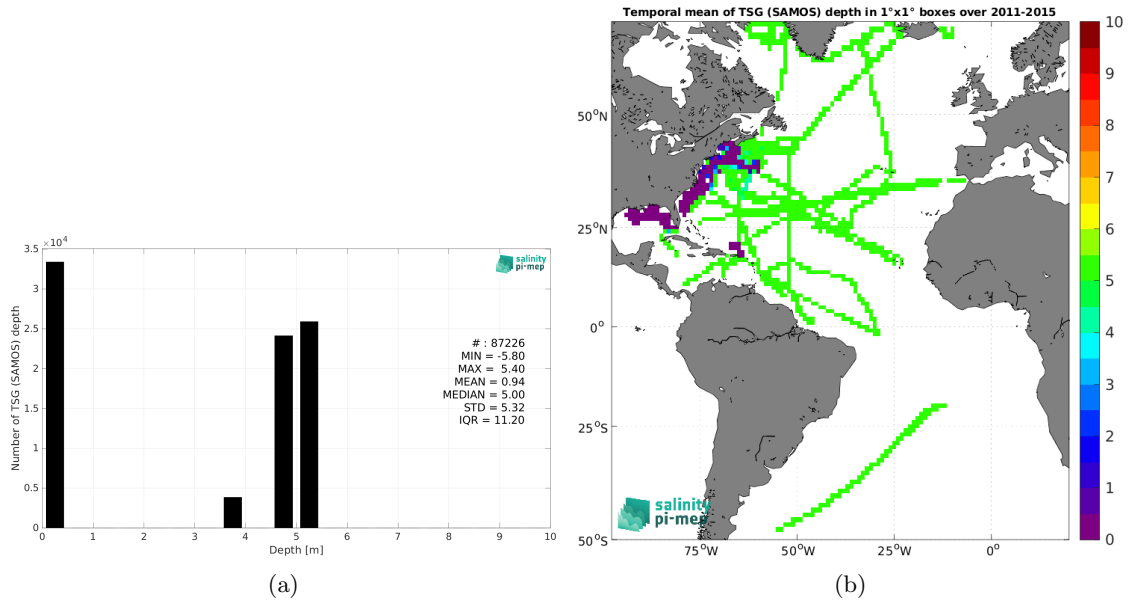 Temporal mean of TSG (SAMOS) depth in 1°x1° boxes over 2011-2015
×10⁴
3.5
3
2.5
2
1.5
1
0.5
0
Number of TSG (SAMOS) depth
salinity
pi-mep
# : 87226
MIN = -5.80
MAX = 5.40
MEAN = 0.94
MEDIAN = 5.00
STD = 5.32
IQR = 11.20
0 1 2 3 4 5 6 7 8 9 10
Depth [m]
(a)
50°N
25°N
0°
25°S
50°S
75°W 50°W 25°W 0°
salinity
pi-mep
10
9
8
7
6
5
4
3
2
1
0
(b)